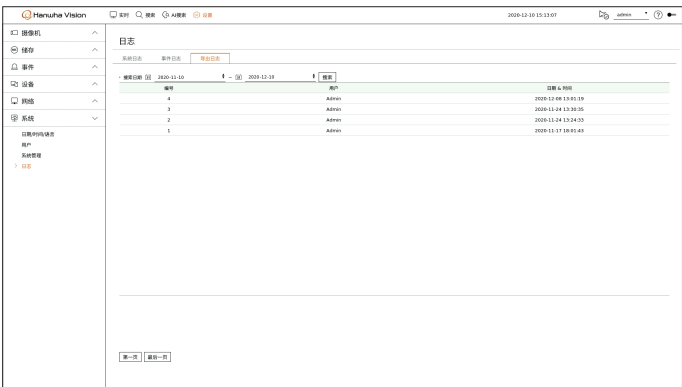 Hanwha Vision
实时 搜索 AI搜索 设置
2020-12-10 15:13:07
admin
摄像机
储存
事件
设备
网络
系统
日期/时间/语言
用户
系统管理
日志
日志
系统日志 事件日志 导出日志
搜索日期 2020-11-10 ~ 2020-12-10 搜索
编号 用户 日期 & 时间
4 Admin 2020-12-08 13:01:19
3 Admin 2020-11-24 13:30:35
2 Admin 2020-11-24 13:24:33
1 Admin 2020-11-17 18:01:43
第一页 最后一页